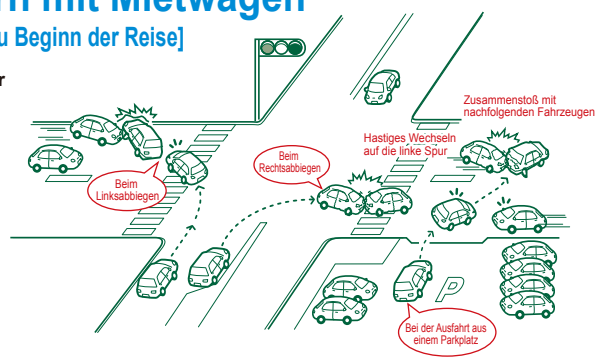 rn mit Mietwagen
u Beginn der Reise]
r
Zusammenstoß mit
nachfolgenden Fahrzeugen
Hastiges Wechseln
auf die linke Spur
Beim
Rechtsabbiegen
Beim
Linksabbiegen
P
Bei der Ausfahrt aus
einem Parkplatz